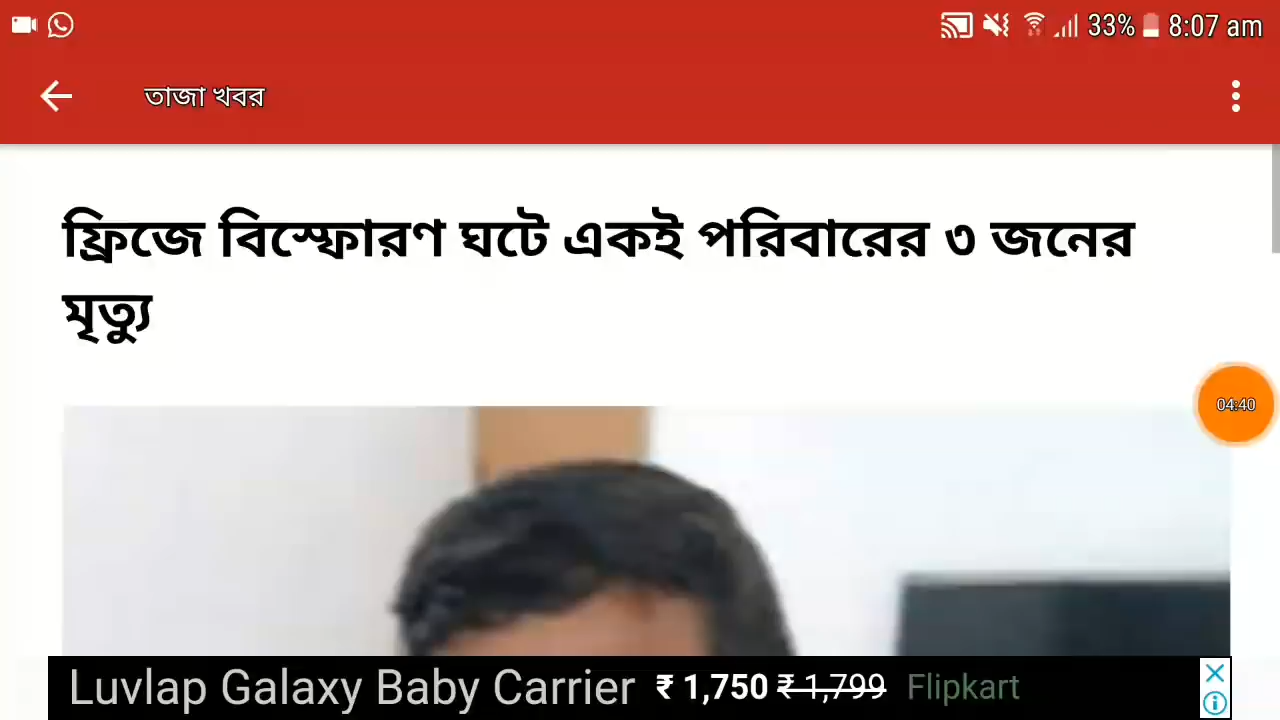 33% 8:07 am
তাজা খবর
ফ্রিজে বিস্ফোরণ ঘটে একই পরিবারের ৩ জনের
মৃত্যু
04:40
Luvlap Galaxy Baby Carrier ₹ 1,750 ₹ 1,799 Flipkart